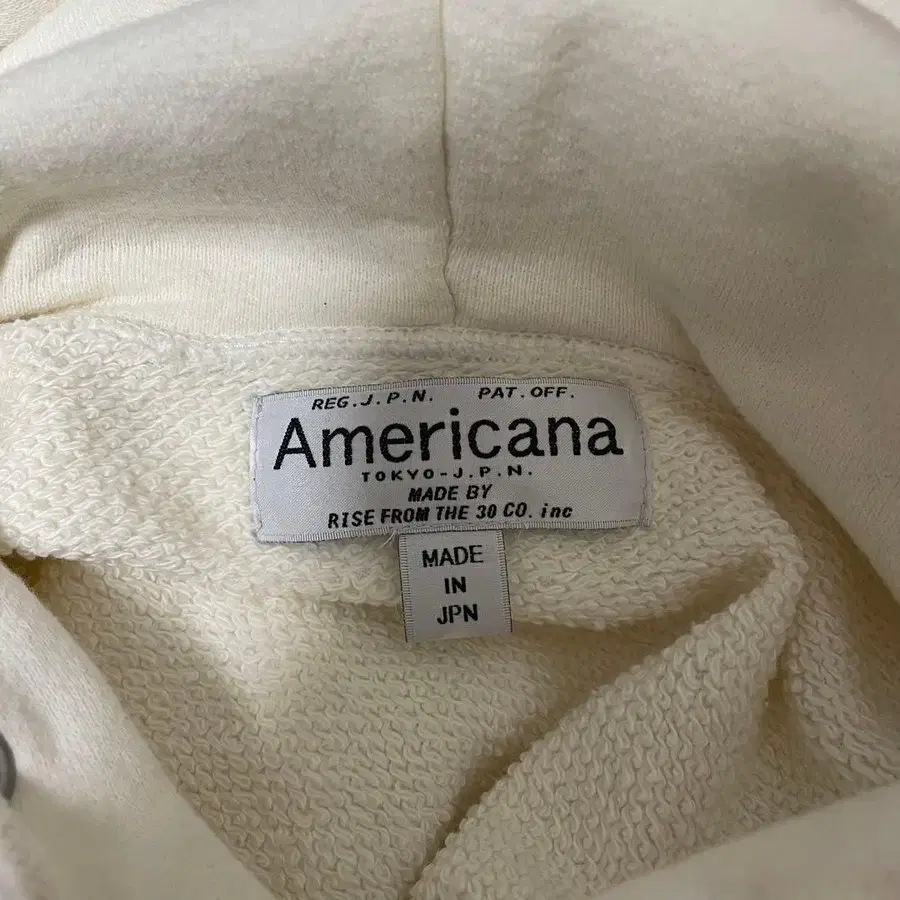 REG.J.P.N. PAT.OFF.
Americana
TOKYO-J.P.N.
MADE BY
RISE FROM THE 30 CO. inc
MADE
IN
JPN